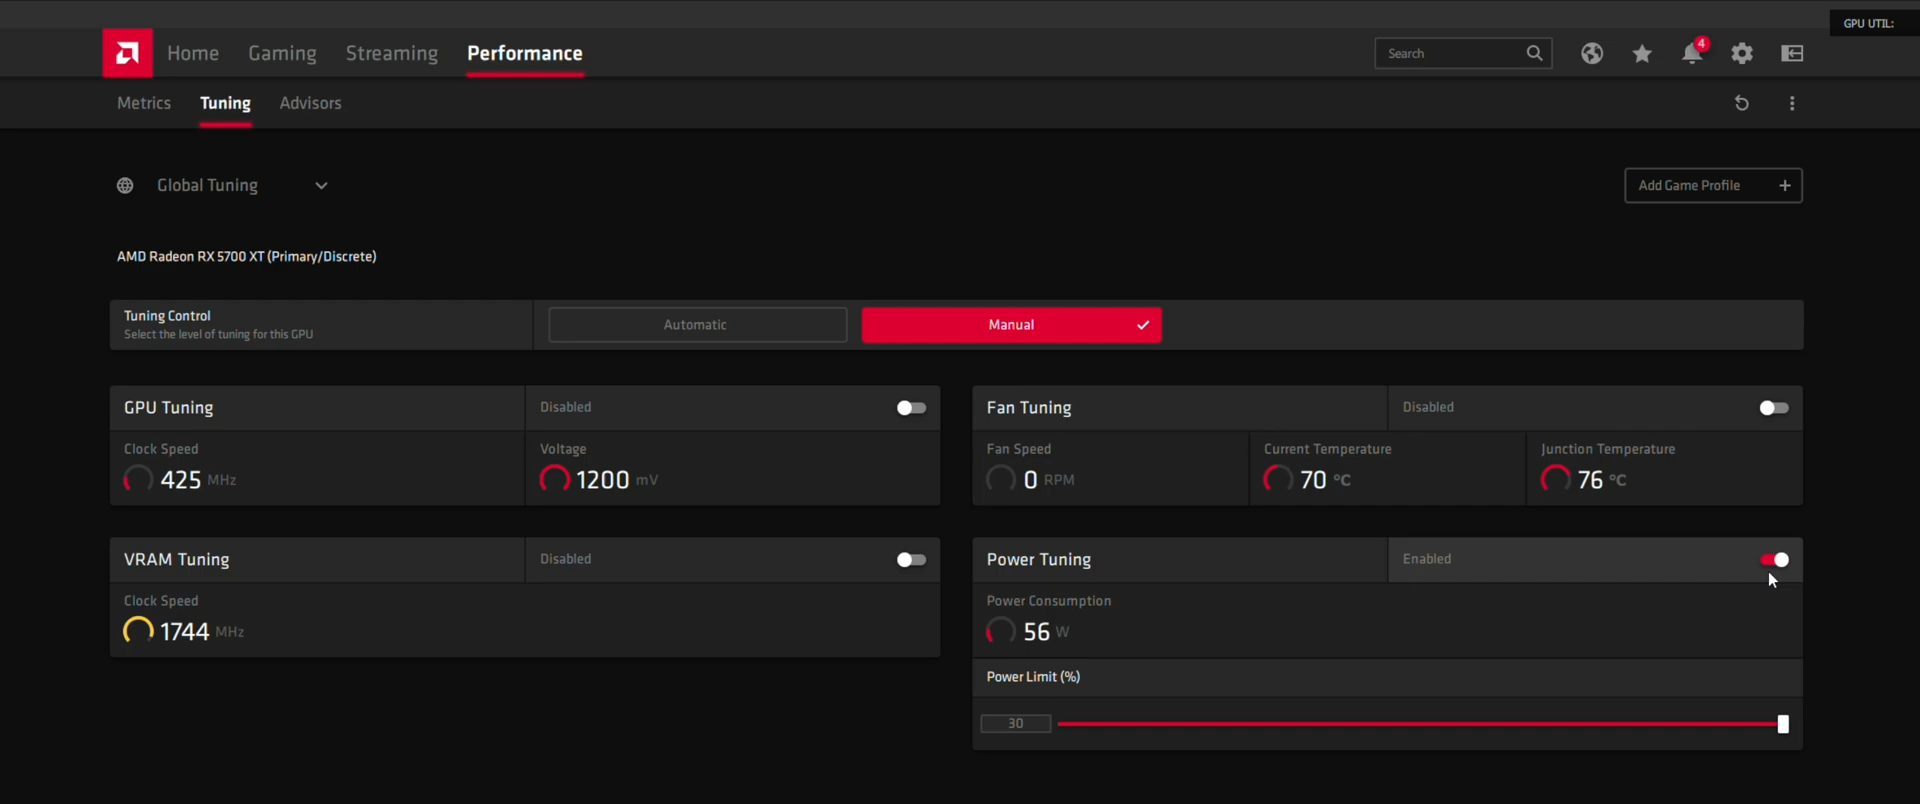 GPU UTIL:
Home Gaming Streaming Performance Search 4
Metrics Tuning Advisors
Global Tuning Add Game Profile +
AMD Radeon RX 5700 XT (Primary/Discrete)
Tuning Control
Select the level of tuning for this GPU
Automatic Manual
GPU Tuning Disabled
Clock Speed Voltage
425 MHz 1200 mV
Fan Tuning Disabled
Fan Speed Current Temperature Junction Temperature
0 RPM 70 °C 76 °C
VRAM Tuning Disabled
Clock Speed
1744 MHz
Power Tuning Enabled
Power Consumption
56 W
Power Limit (%)
30